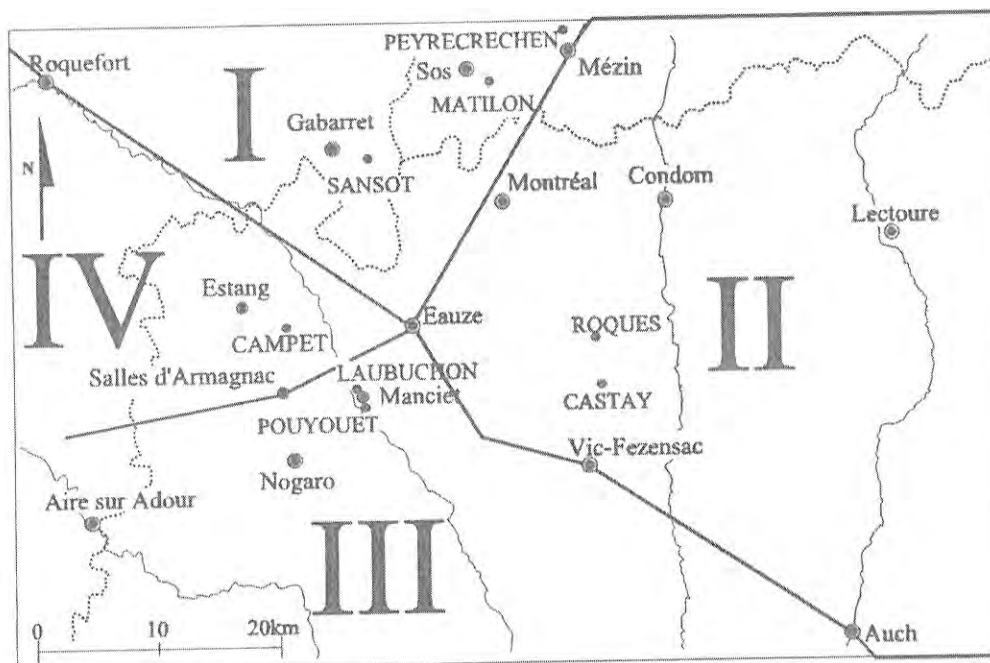 PEYRECRECHEN
Roquefort
Sos
Mézin
MATILON
I
Gabarret
N
SANSOT
Montréal
Condom
Lectoure
IV
II
Estang
Eauze
ROQUES
CAMPET
LAUBUCHON
Salles d'Armagnac
Manciet
CASTAY
POUYOUET
Vic-Fezensac
Nogaro
Aire sur Adour
III
0 10 20km
Auch